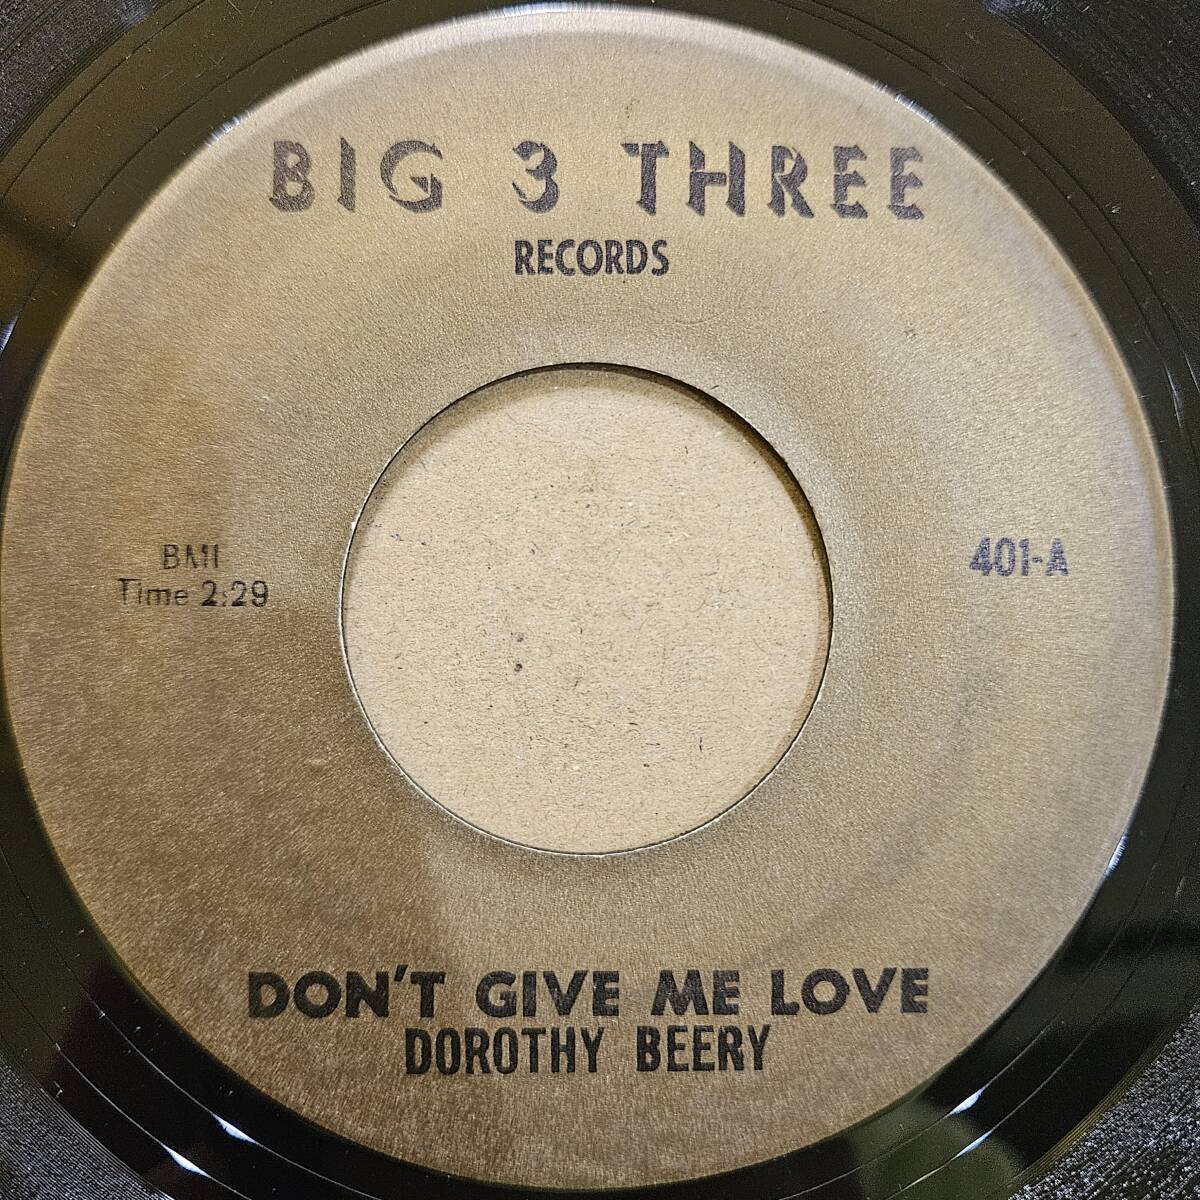 BIG 3 THREE
RECORDS
BMI
Time 2:29
401-A
DON'T GIVE ME LOVE
DOROTHY BEERY